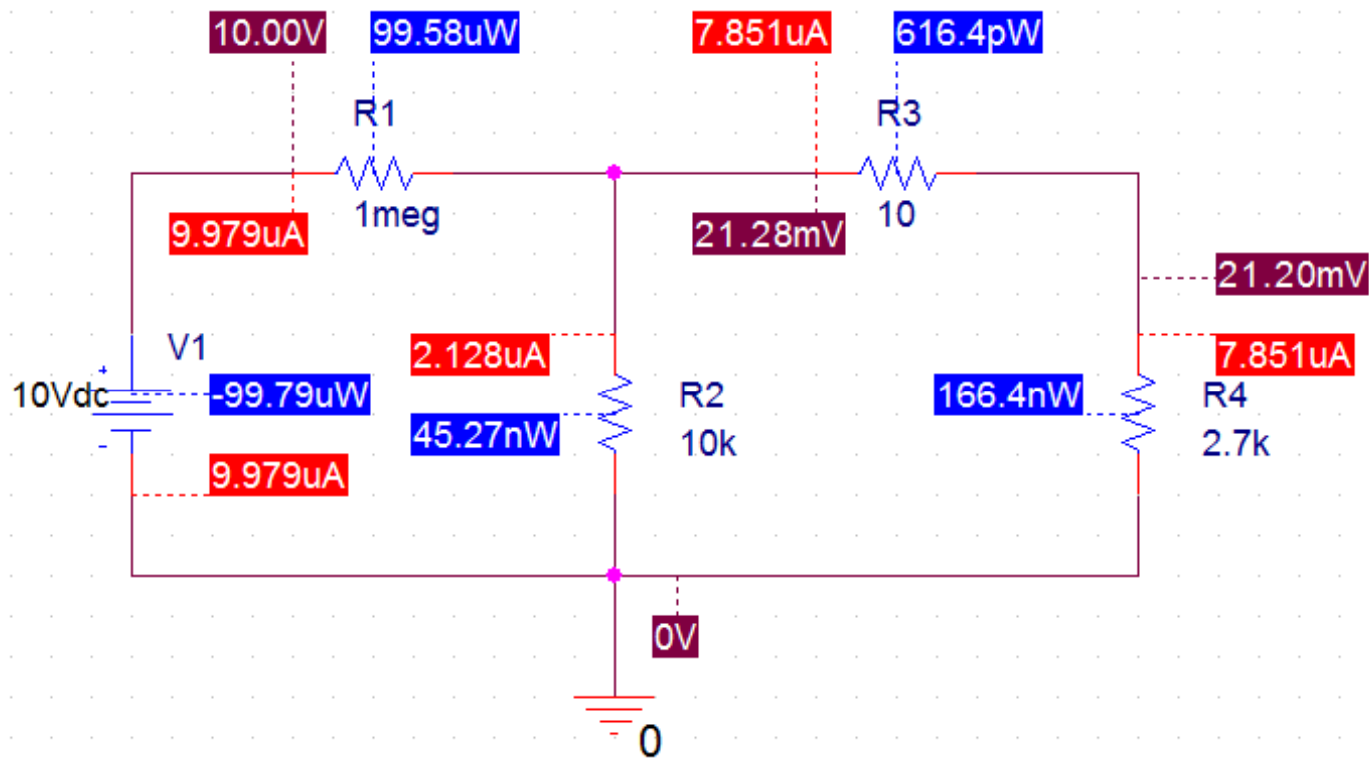 10.00V
99.58uW
7.851uA
616.4pW
R1
R3
1meg
10
9.979uA
21.28mV
21.20mV
+
V1
2.128uA
7.851uA
10Vdc
-99.79uW
R2
166.4nW
R4
-
45.27nW
10k
2.7k
9.979uA
0V
0